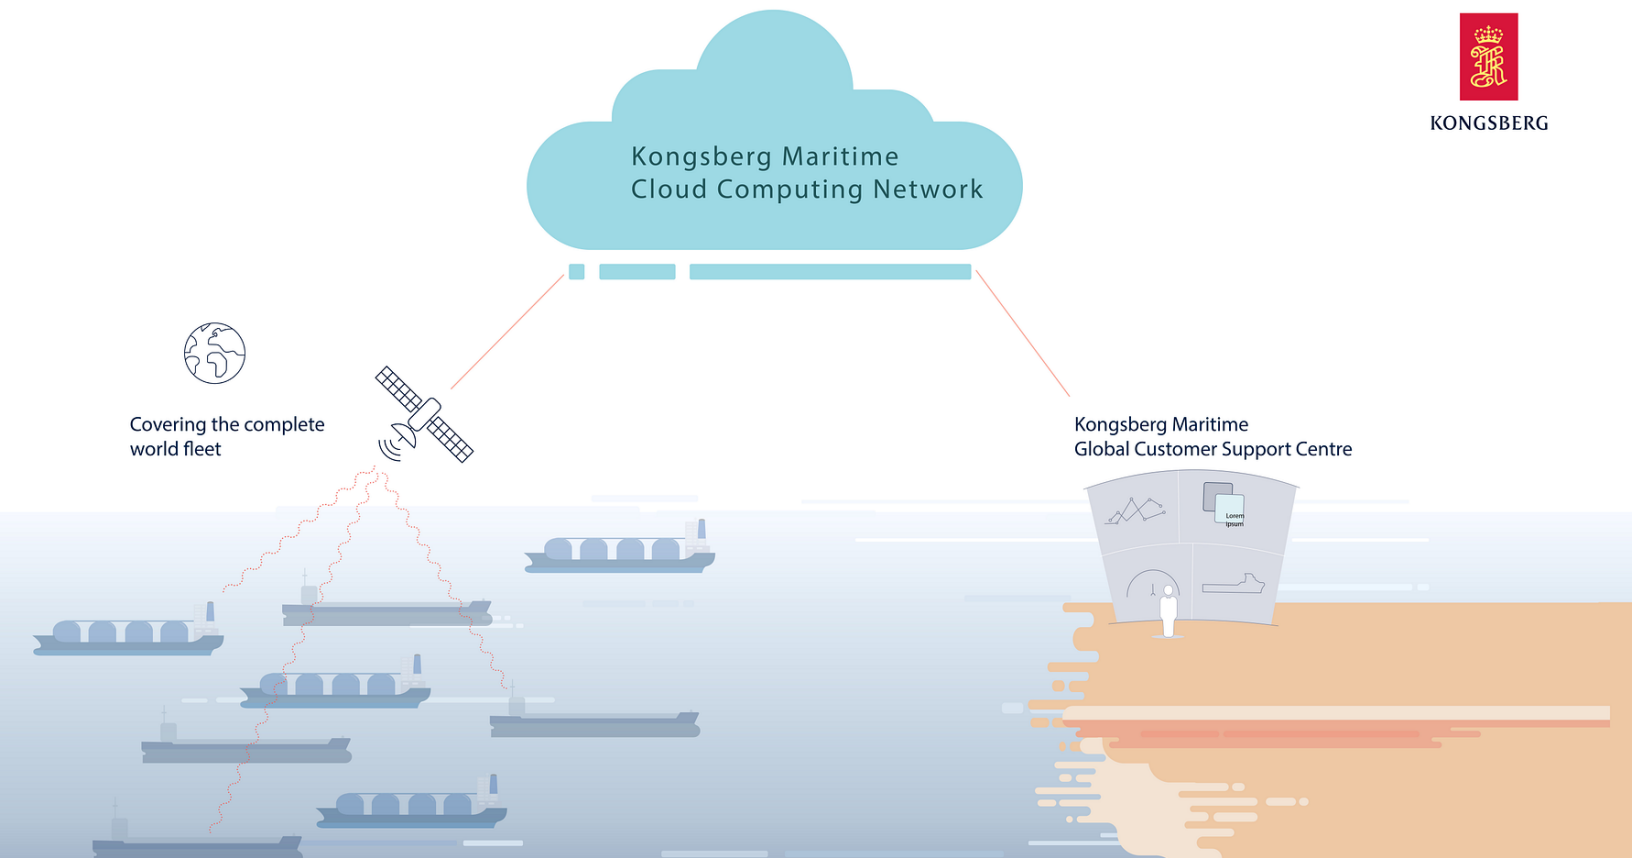 Kongsberg Maritime
Cloud Computing Network
KONGSBERG
Covering the complete
world fleet
Kongsberg Maritime
Global Customer Support Centre
Lorem
Ipsum